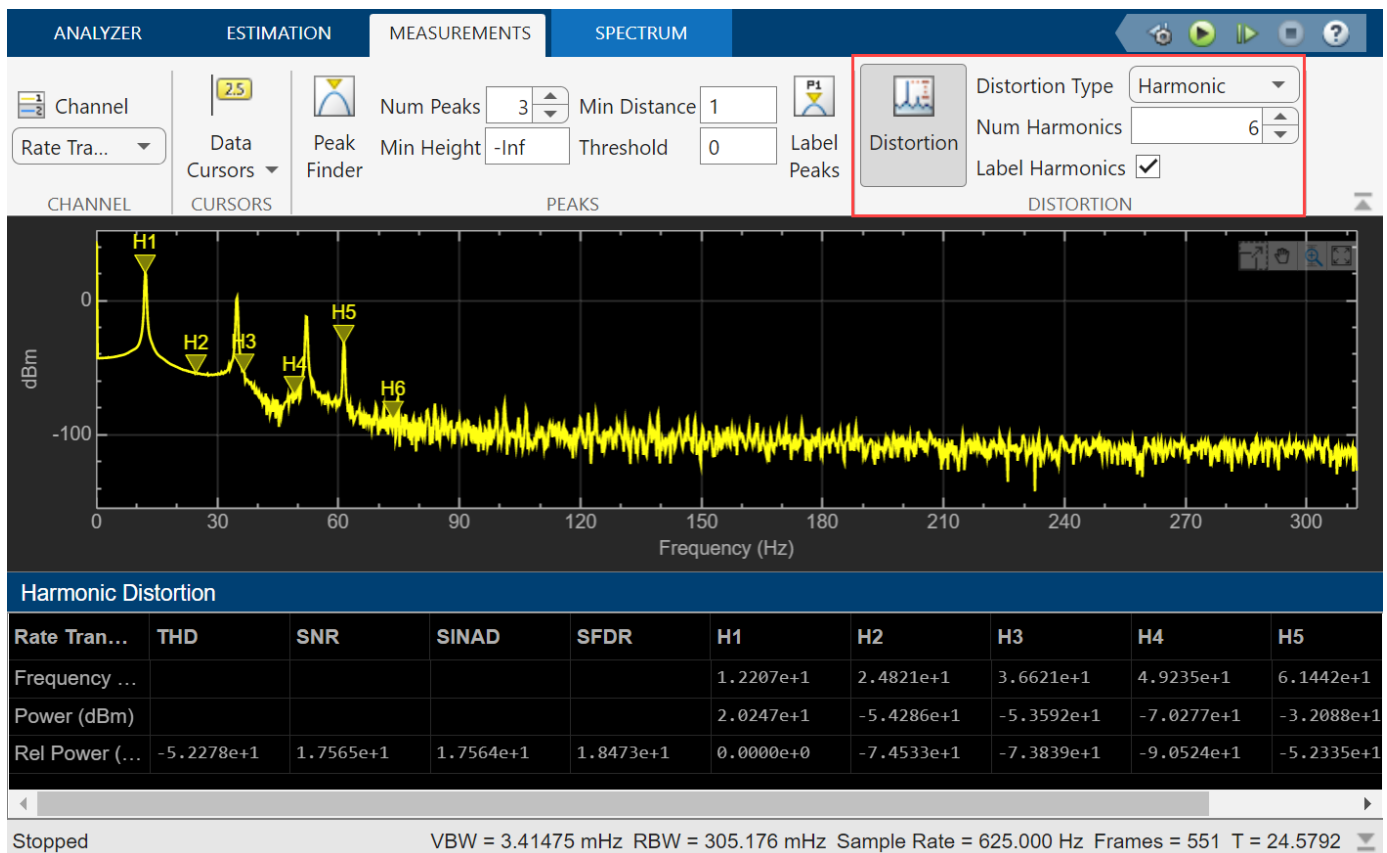 ANALYZER ESTIMATION MEASUREMENTS SPECTRUM ?
Channel
Rate Tra...
CHANNEL
2.5
Data
Cursors
CURSORS
Peak
Finder
Num Peaks 3 Min Distance 1
Min Height -Inf Threshold 0
P1
Label
Peaks
PEAKS
Distortion
Distortion Type Harmonic
Num Harmonics 6
Label Harmonics
DISTORTION
H1
H2
H3
H4
H5
H6
dBm
0
-100
0 30 60 90 120 150 180 210 240 270 300
Frequency (Hz)
Harmonic Distortion
Rate Tran... THD SNR SINAD SFDR H1 H2 H3 H4 H5
Frequency ... 1.2207e+1 2.4821e+1 3.6621e+1 4.9235e+1 6.1442e+1
Power (dBm) 2.0247e+1 -5.4286e+1 -5.3592e+1 -7.0277e+1 -3.2088e+1
Rel Power (... -5.2278e+1 1.7565e+1 1.7564e+1 1.8473e+1 0.0000e+0 -7.4533e+1 -7.3839e+1 -9.0524e+1 -5.2335e+1
Stopped VBW = 3.41475 mHz RBW = 305.176 mHz Sample Rate = 625.000 Hz Frames = 551 T = 24.5792